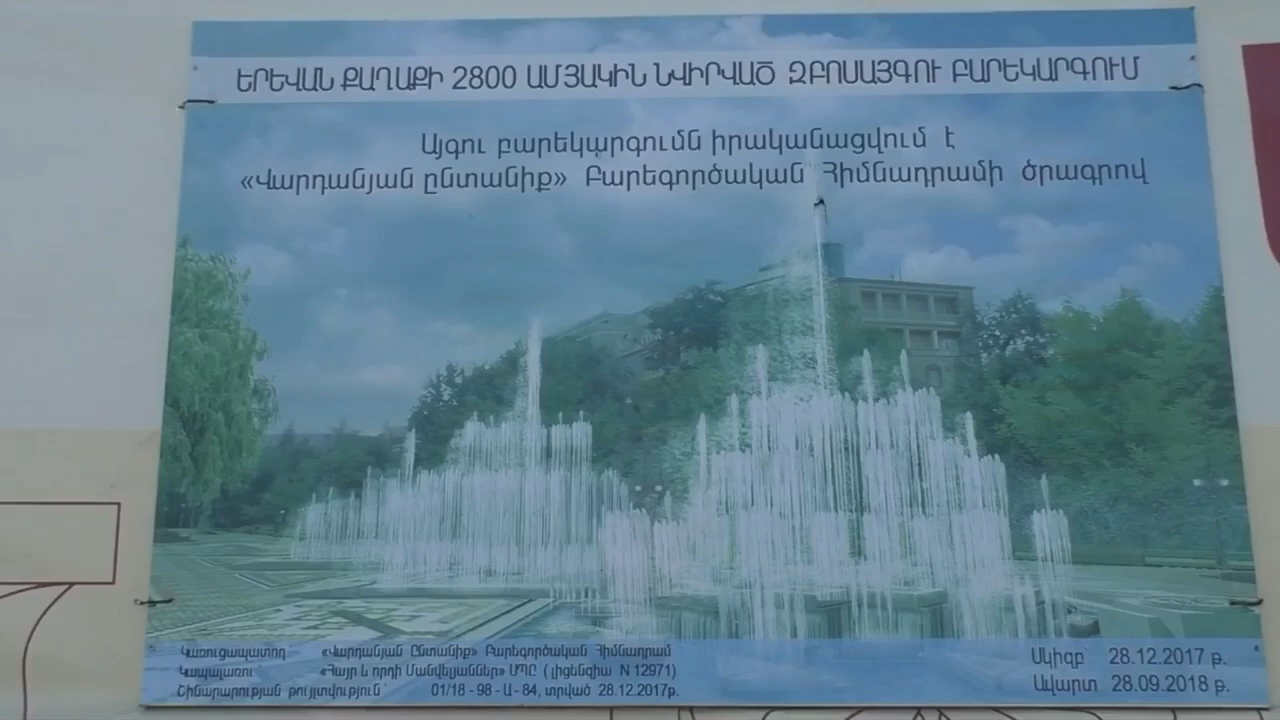 ԵՐԵՎԱՆ ՔԱՂԱՔԻ 2800 ԱՄՅԱԿԻՆ ՆՎԻՐՎԱԾ ԶԲՈՍԱՅԳՈՒ ԲԱՐԵԿԱՐԳՈՒՄ
Այգու բարեկարգումն իրականացվում է
«Վարդանյան ընտանիք» Բարեգործական Հիմնադրամի ծրագրով
Կառուցապատող «Վարդանյան Ընտանիք» Բարեգործական Հիմնադրամ
Կապալառու՝ «Հայր և որդի Մանվելյաններ» ՍՊԸ (լիցենզիա N 12971)
Շինարարության թույլտվություն՝ 01/18 - 98 - Ա - 84, տրված 28.12.2017թ.
Սկիզբ՝ 28.12.2017 թ.
Ավարտ՝ 28.09.2018 թ.